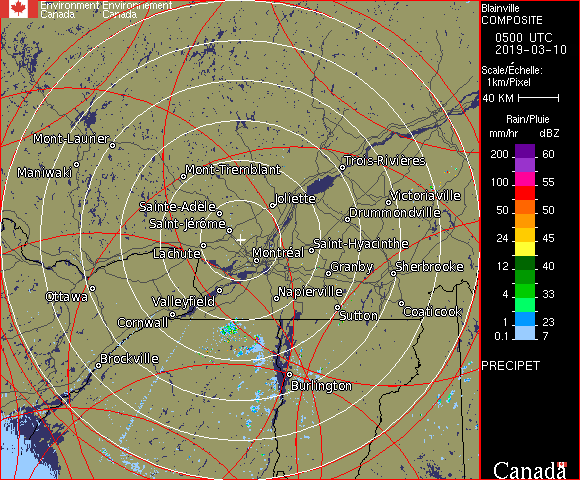 Environment Environnement
Canada Canada
Blainville
COMPOSITE
0500 UTC
2019-03-10
Scale/Échelle:
1km/Pixel
40 KM
Rain/Pluie
mm/hr dBZ
200 60
100 55
50 50
24 45
12 40
4 33
1 23
0.1 7
PRECIPET
Canada
Mont-Laurier
Maniwaki
Mont-Tremblant
Trois-Rivières
Joliette
Victoriaville
Sainte-Adèle
Drummondville
Saint-Jérôme
Saint-Hyacinthe
Lachute
Montréal
Granby
Sherbrooke
Ottawa
Valleyfield
Napierville
Sutton
Coaticook
Cornwall
Brockville
Burlington